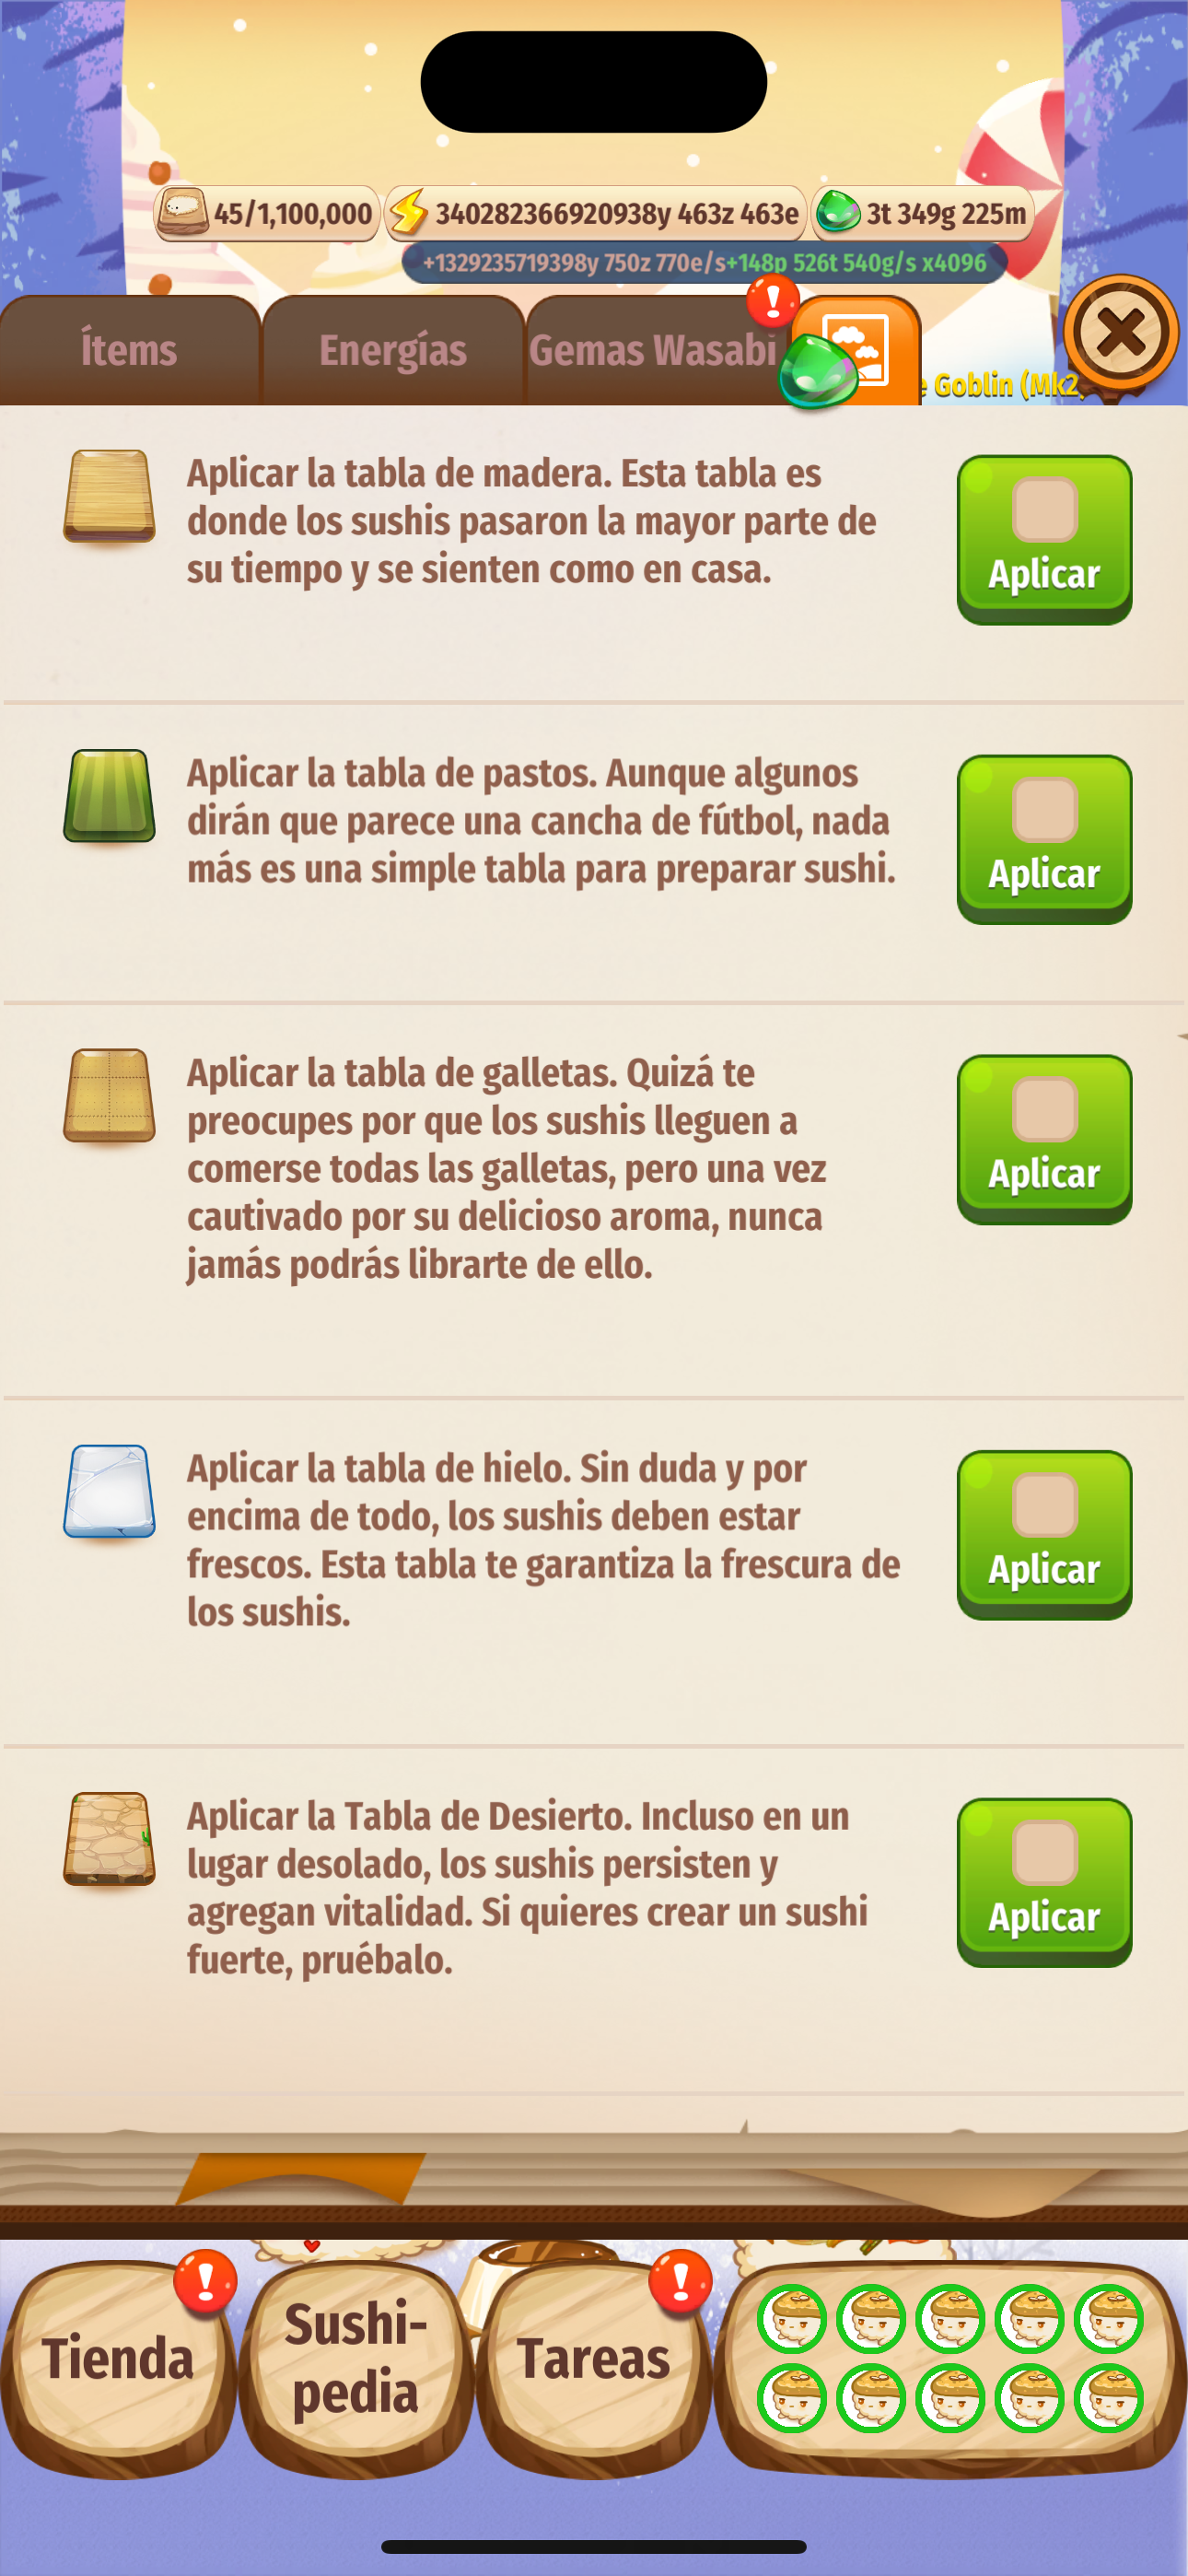 45/1,100,000 340282366920938y 463z 463e 3t 349g 225m
+1329235719398y 750z 770e/s+148p 526t 540g/s x4096
Ítems Energías Gemas Wasabi
Goblin (Mk2
Aplicar la tabla de madera. Esta tabla es
donde los sushis pasaron la mayor parte de
su tiempo y se sienten como en casa.
Aplicar
Aplicar la tabla de pastos. Aunque algunos
dirán que parece una cancha de fútbol, nada
más es una simple tabla para preparar sushi.
Aplicar
Aplicar la tabla de galletas. Quizá te
preocupes por que los sushis lleguen a
comerse todas las galletas, pero una vez
cautivado por su delicioso aroma, nunca
jamás podrás librarte de ello.
Aplicar
Aplicar la tabla de hielo. Sin duda y por
encima de todo, los sushis deben estar
frescos. Esta tabla te garantiza la frescura de
los sushis.
Aplicar
Aplicar la Tabla de Desierto. Incluso en un
lugar desolado, los sushis persisten y
agregan vitalidad. Si quieres crear un sushi
fuerte, pruébalo.
Aplicar
Tienda
Sushi-
pedia
Tareas